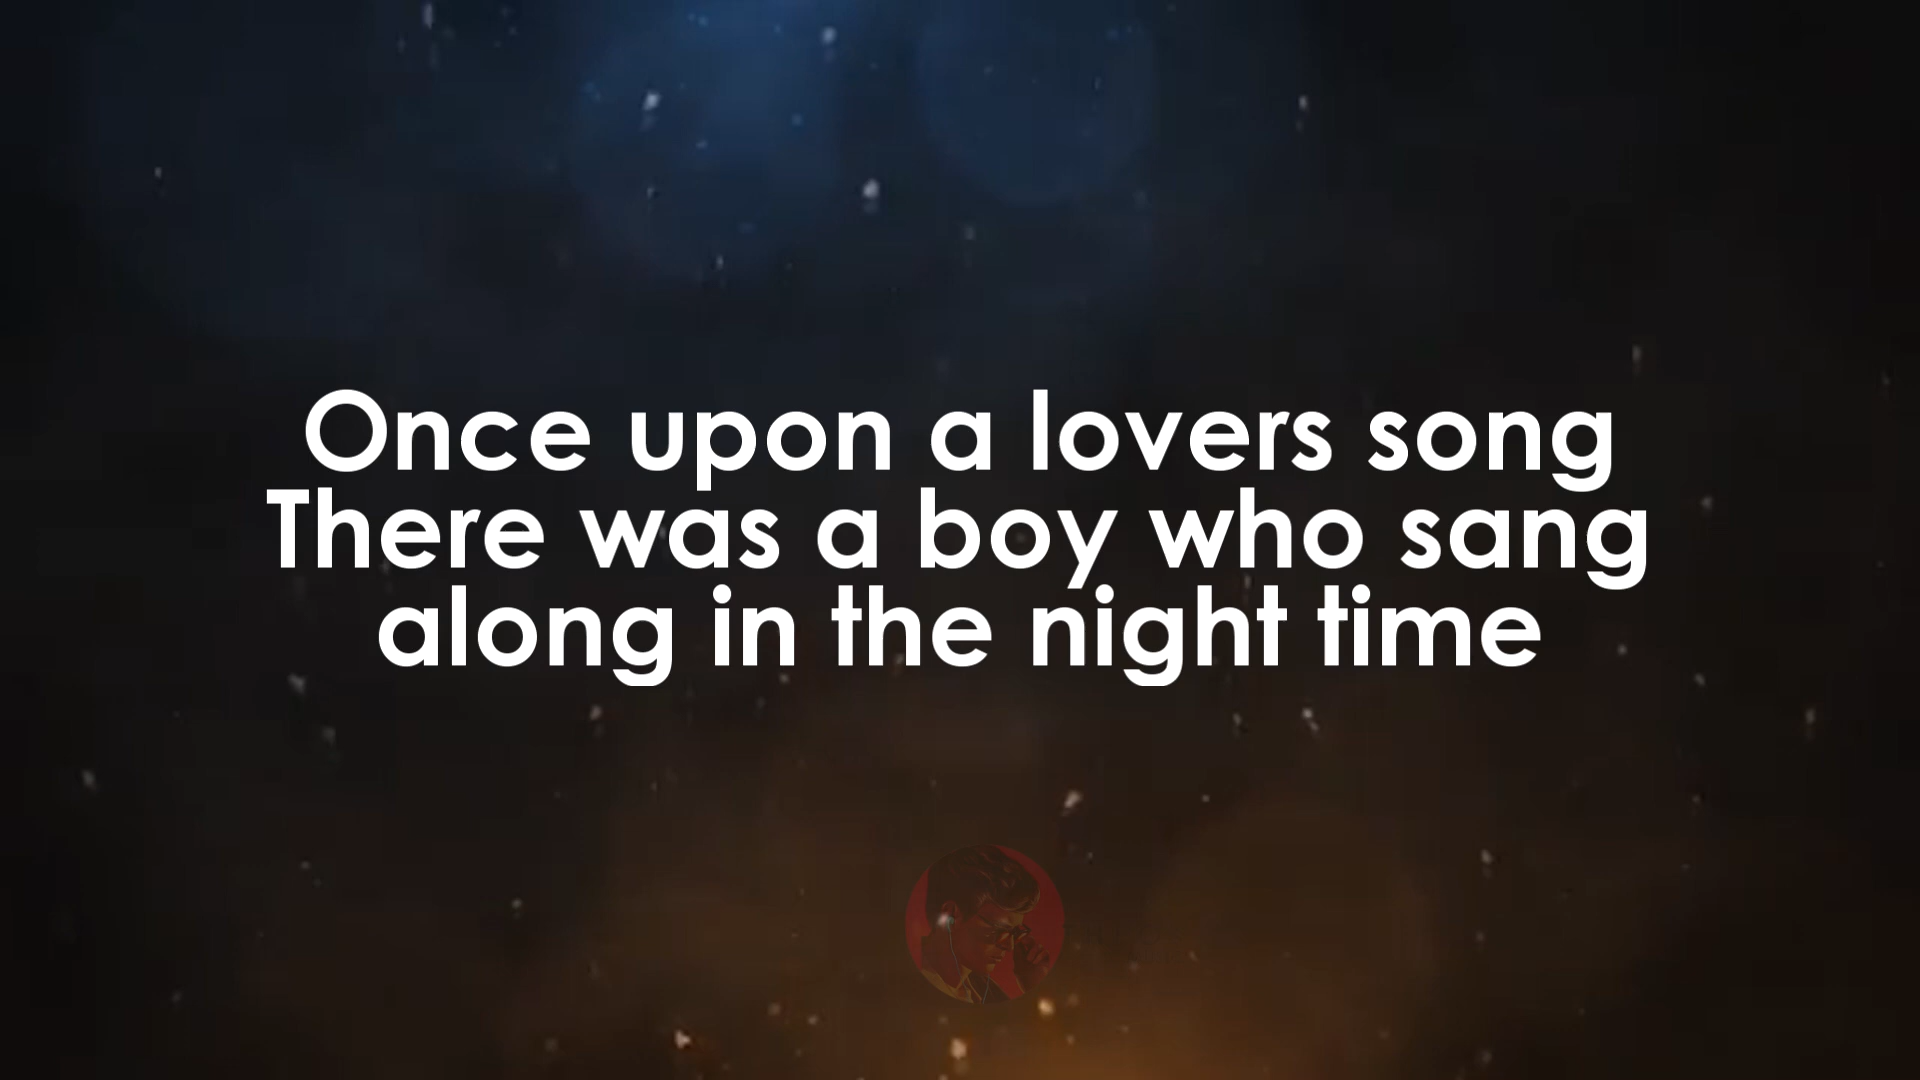 Once upon a lovers song
There was a boy who sang
along in the night time